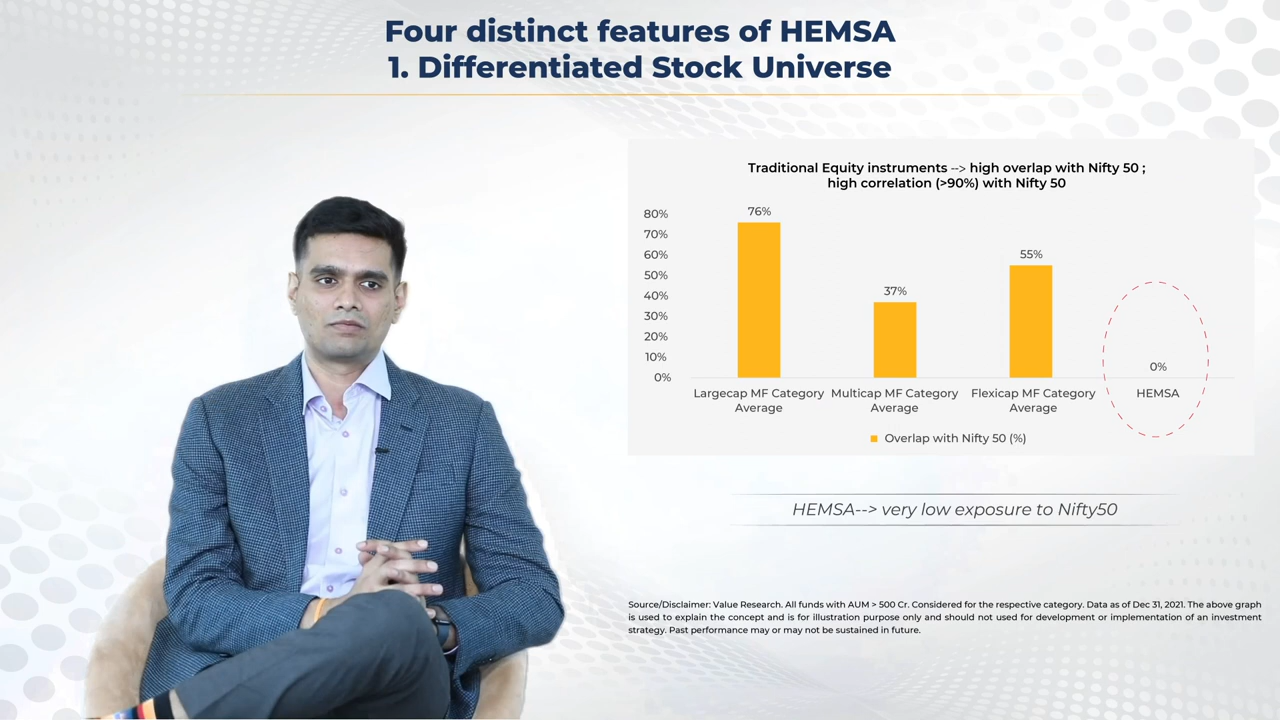 Four distinct features of HEMSA
1. Differentiated Stock Universe
Traditional Equity instruments --> high overlap with Nifty 50 ;
high correlation (>90%) with Nifty 50
80%
70%
60%
50%
40%
30%
20%
10%
0%
76%
37%
55%
0%
Largecap MF Category
Average
Multicap MF Category
Average
Flexicap MF Category
Average
HEMSA
Overlap with Nifty 50 (%)
HEMSA--> very low exposure to Nifty50
Source/Disclaimer: Value Research. All funds with AUM > 500 Cr. Considered for the respective category. Data as of Dec 31, 2021. The above graph
is used to explain the concept and is for illustration purpose only and should not used for development or implementation of an investment
strategy. Past performance may or may not be sustained in future.